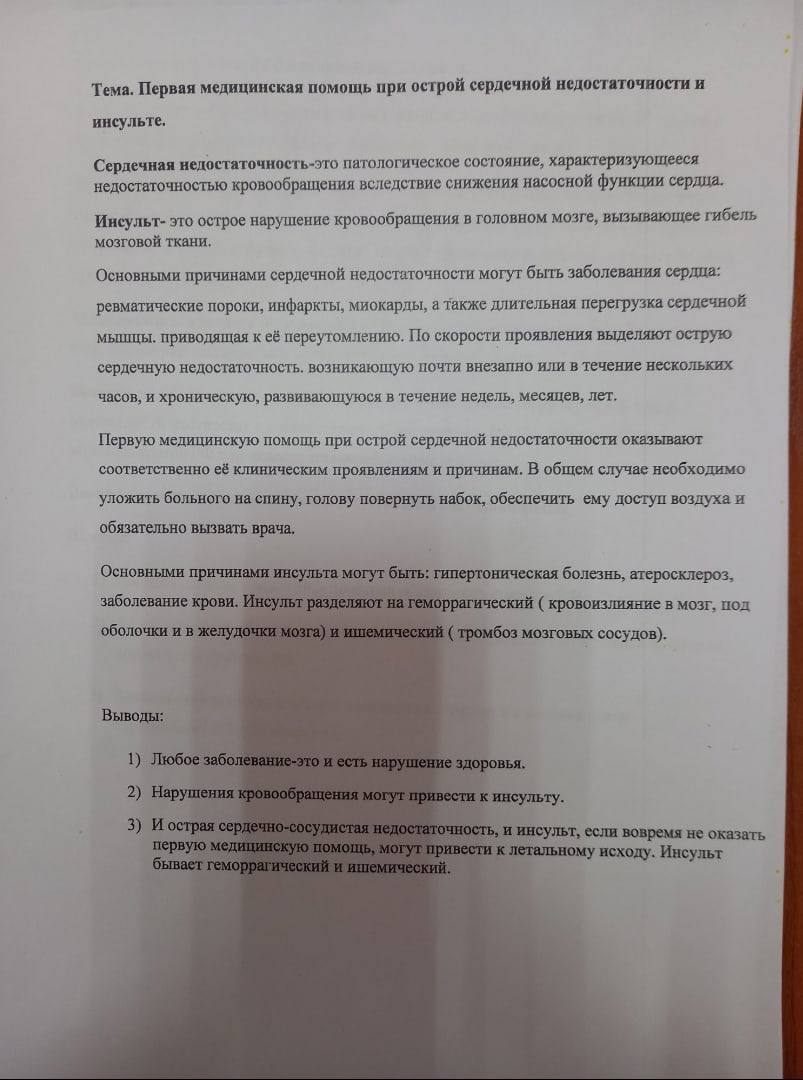 Тема. Первая медицинская помощь при острой сердечной недостаточности и
инсульте.
Сердечная недостаточность-это патологическое состояние, характеризующееся
недостаточностью кровообращения вследствие снижения насосной функции сердца.
Инсульт- это острое нарушение кровообращения в головном мозге, вызывающее гибель
мозговой ткани.
Основными причинами сердечной недостаточности могут быть заболевания сердца:
ревматические пороки, инфаркты, миокарды, а также длительная перегрузка сердечной
мышцы. приводящая к её переутомлению. По скорости проявления выделяют острую
сердечную недостаточность. возникающую почти внезапно или в течение нескольких
часов, и хроническую, развивающуюся в течение недель, месяцев, лет.
Первую медицинскую помощь при острой сердечной недостаточности оказывают
соответственно её клиническим проявлениям и причинам. В общем случае необходимо
уложить больного на спину, голову повернуть набок, обеспечить ему доступ воздуха и
обязательно вызвать врача.
Основными причинами инсульта могут быть: гипертоническая болезнь, атеросклероз,
заболевание крови. Инсульт разделяют на геморрагический ( кровоизлияние в мозг, под
оболочки и в желудочки мозга) и ишемический ( тромбоз мозговых сосудов).
Выводы:
1) Любое заболевание-это и есть нарушение здоровья.
2) Нарушения кровообращения могут привести к инсульту.
3) И острая сердечно-сосудистая недостаточность, и инсульт, если вовремя не оказать
первую медицинскую помощь, могут привести к летальному исходу. Инсульт
бывает геморрагический и ишемический.